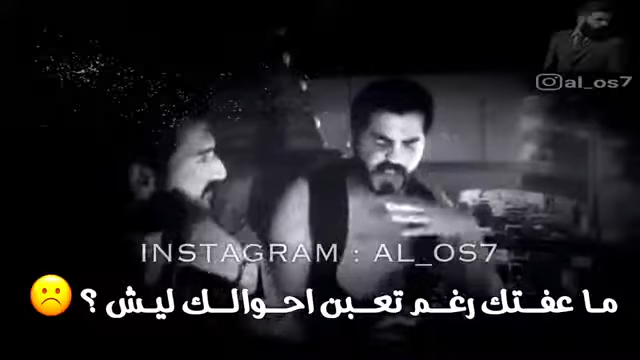 al_os7
INSTAGRAM : AL_OS7
ما عفتك رغم تعبن احوالك ليش ؟ ☹️